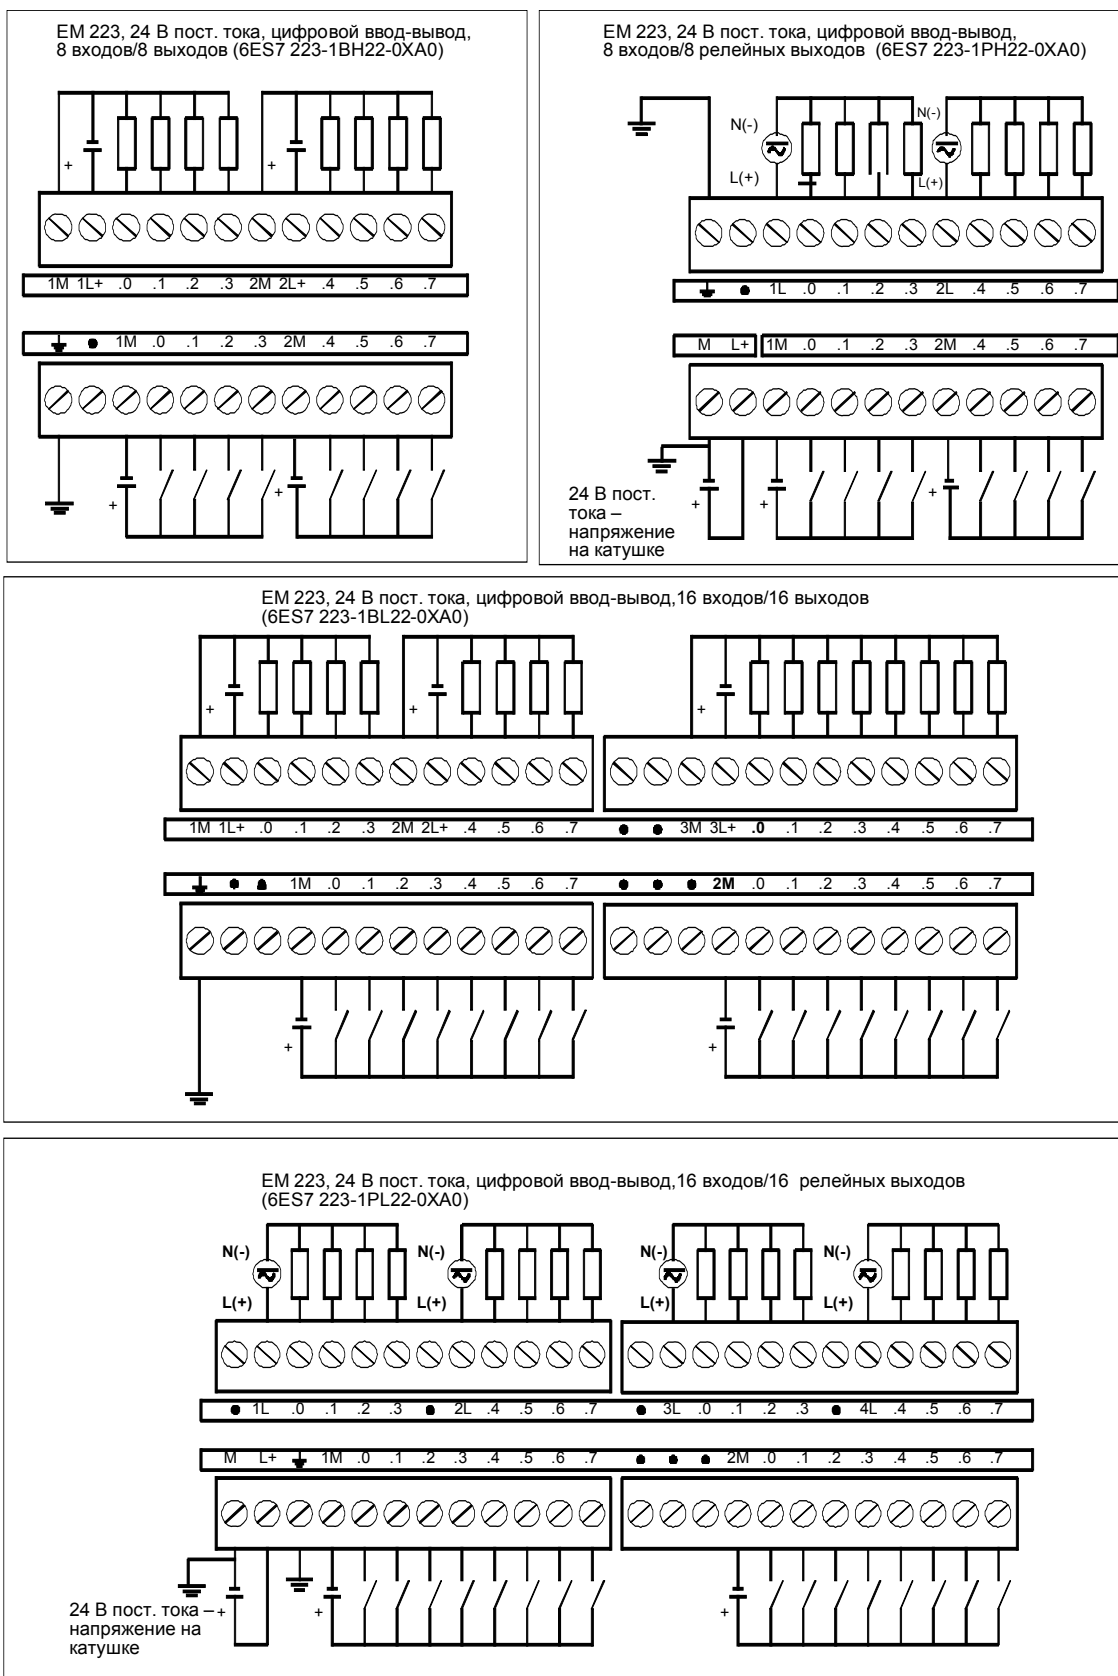 EM 223, 24 В пост. тока, цифровой ввод-вывод,
8 входов/8 выходов (6ES7 223-1BH22-0XA0)
+
+
1M 1L+ .0 .1 .2 .3 2M 2L+ .4 .5 .6 .7
1M .0 .1 .2 .3 2M .4 .5 .6 .7
+
+
EM 223, 24 В пост. тока, цифровой ввод-вывод,
8 входов/8 релейных выходов (6ES7 223-1PH22-0XA0)
N(-) N(-)
L(+) L(+)
1L .0 .1 .2 .3 2L .4 .5 .6 .7
M L+ 1M .0 .1 .2 .3 2M .4 .5 .6 .7
24 В пост.
тока –
напряжение
на катушке
+ + +
EM 223, 24 В пост. тока, цифровой ввод-вывод,16 входов/16 выходов
(6ES7 223-1BL22-0XA0)
+ + +
1M 1L+ .0 .1 .2 .3 2M 2L+ .4 .5 .6 .7 3M 3L+ .0 .1 .2 .3 .4 .5 .6 .7
1M .0 .1 .2 .3 .4 .5 .6 .7 2M .0 .1 .2 .3 .4 .5 .6 .7
+ +
EM 223, 24 В пост. тока, цифровой ввод-вывод,16 входов/16 релейных выходов
(6ES7 223-1PL22-0XA0)
N(-) N(-) N(-) N(-)
L(+) L(+) L(+) L(+)
1L .0 .1 .2 .3 2L .4 .5 .6 .7 3L .0 .1 .2 .3 4L .4 .5 .6 .7
M L+ 1M .0 .1 .2 .3 .4 .5 .6 .7 2M .0 .1 .2 .3 .4 .5 .6 .7
24 В пост. тока –
напряжение на
катушке
+ + +